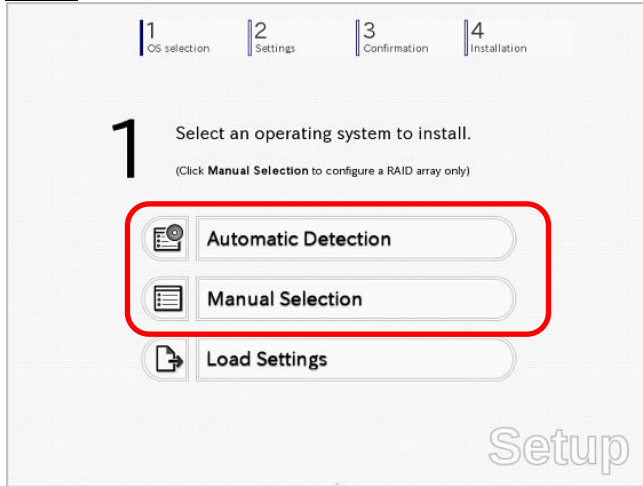 1 2 3 4
OS selection Settings Confirmation Installation
1 Select an operating system to install.
(Click Manual Selection to configure a RAID array only)
Automatic Detection
Manual Selection
Load Settings
Setup